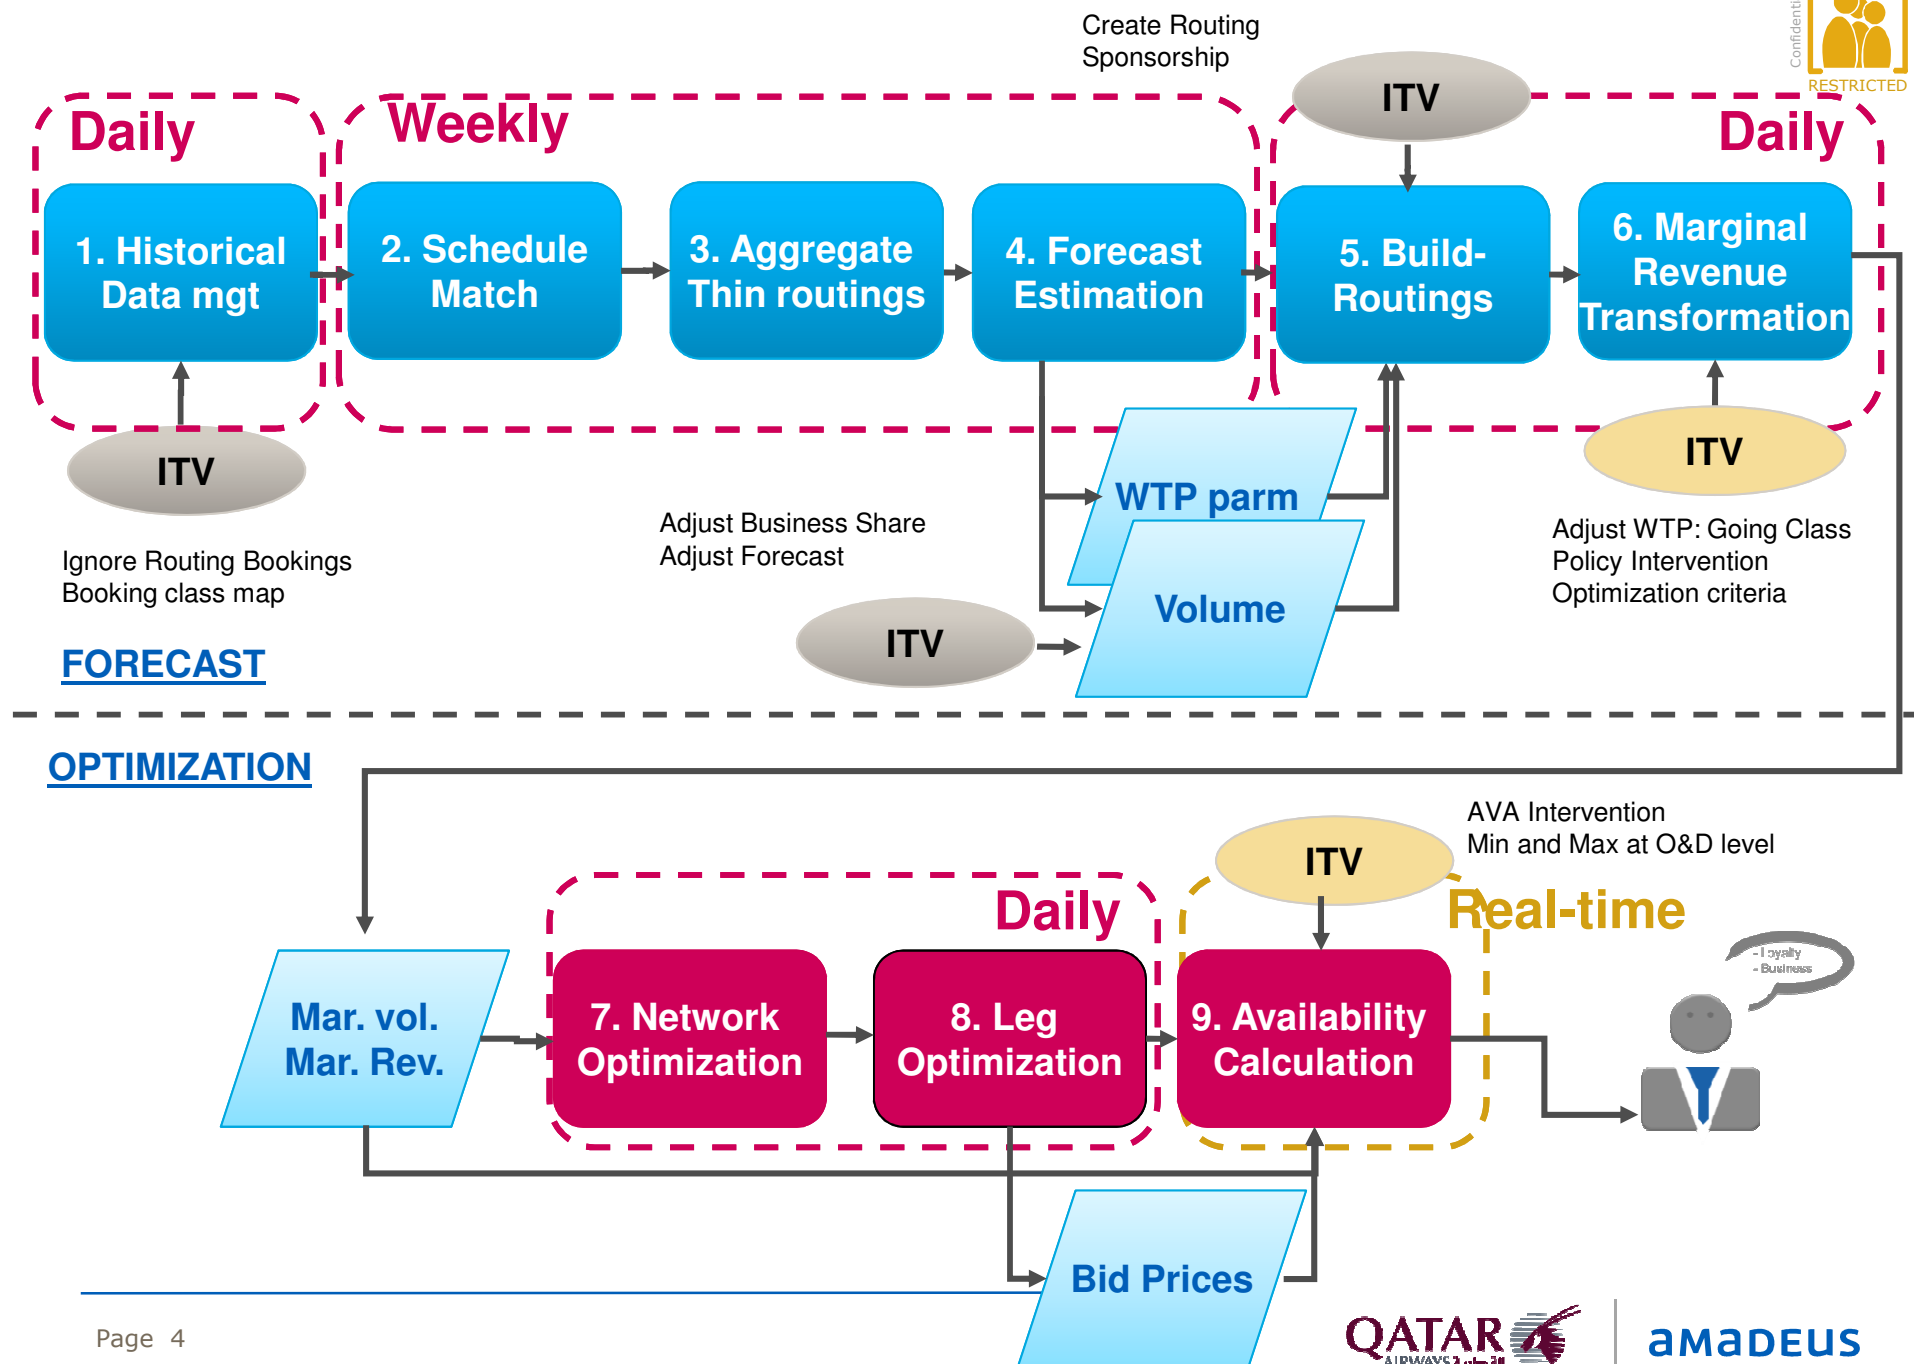 Create Routing
Sponsorship
RESTRICTED
ITV
Daily
Weekly
Daily
1. Historical
Data mgt
2. Schedule
Match
3. Aggregate
Thin routings
4. Forecast
Estimation
5. Build-
Routings
6. Marginal
Revenue
Transformation
ITV
Ignore Routing Bookings
Booking class map
Adjust Business Share
Adjust Forecast
WTP parm
Volume
ITV
ITV
Adjust WTP: Going Class
Policy Intervention
Optimization criteria
FORECAST
OPTIMIZATION
ITV
AVA Intervention
Min and Max at O&D level
Daily
Real-time
Mar. vol.
Mar. Rev.
7. Network
Optimization
8. Leg
Optimization
9. Availability
Calculation
- Loyalty
- Business
Bid Prices
Page 4
QATAR
AIRWAYS
amadeus